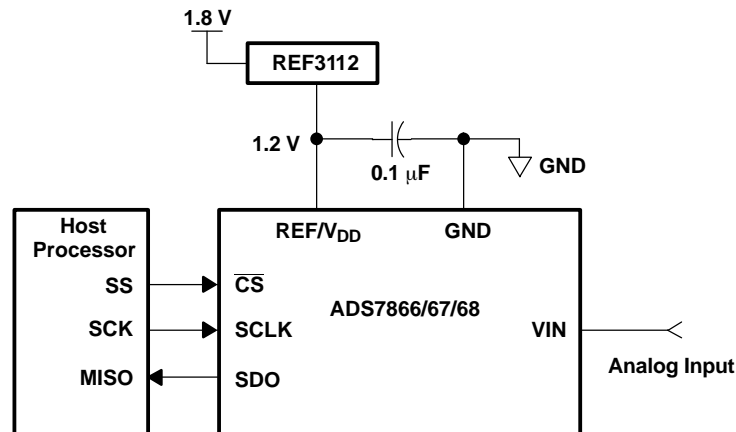 1.8 V
REF3112
1.2 V
0.1 μF
GND
Host
Processor
REF/VDD
GND
SS
CS
ADS7866/67/68
SCK
SCLK
VIN
MISO
SDO
Analog Input